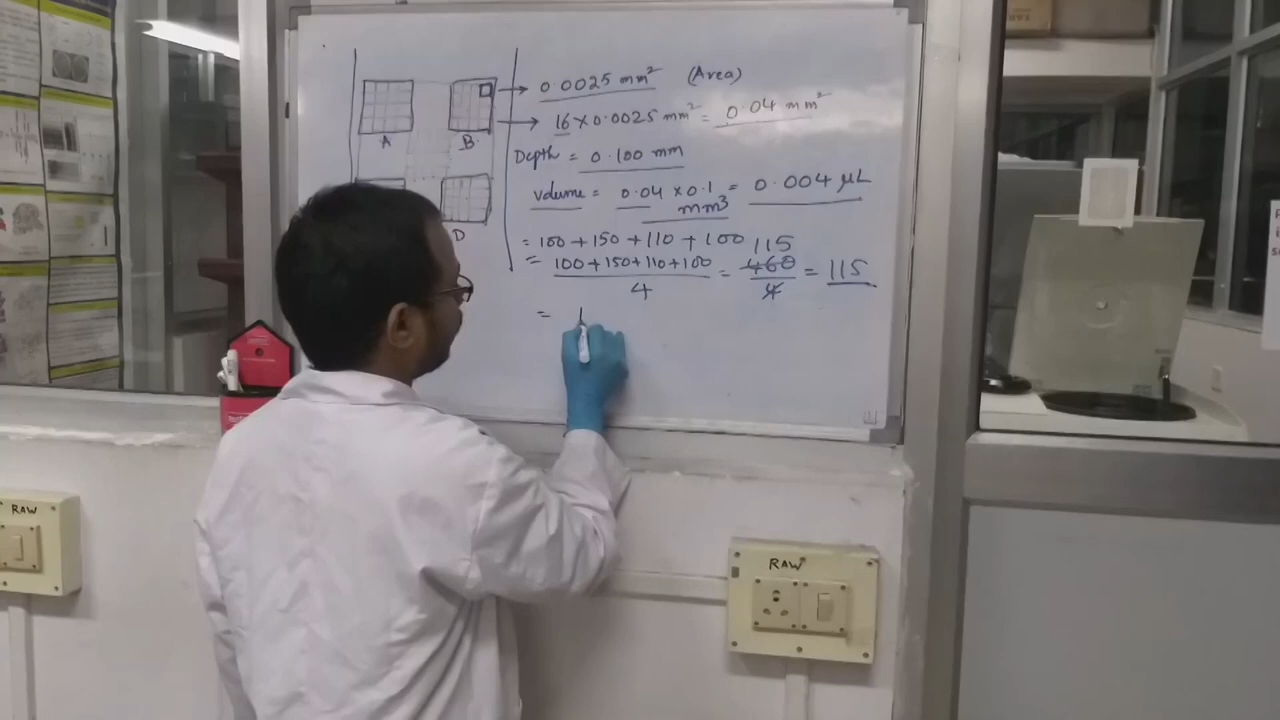 0.0025 mm² (Area)
16 × 0.0025 mm² = 0.04 mm²
A B
Depth = 0.100 mm
Volume = 0.04 × 0.1 mm³ = 0.004 µL
D
= 100 + 150 + 110 + 100
= 100+150+110+100 / 4 = 460 / 4 115 = 115
=
RAW
RAW